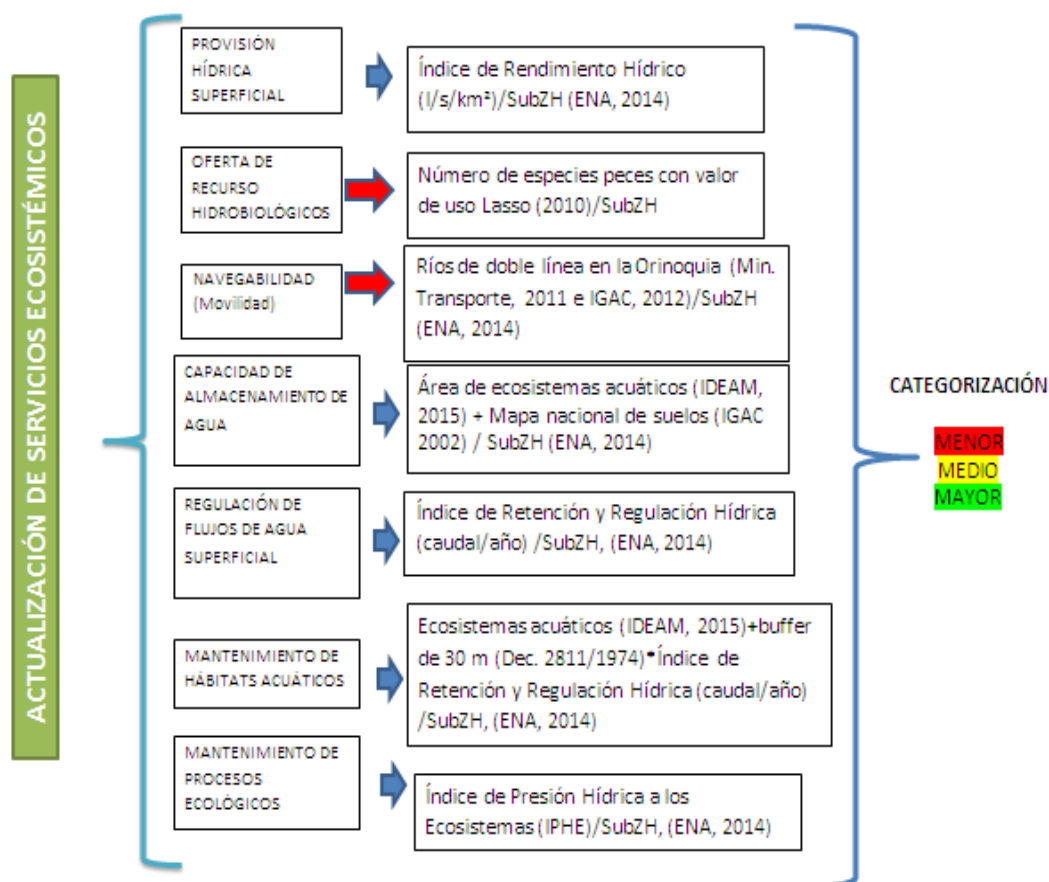 ACTUALIZACIÓN DE SERVICIOS ECOSISTÉMICOS
PROVISIÓN
HÍDRICA
SUPERFICIAL
Índice de Rendimiento Hídrico
(l/s/km²)/SubZH (ENA, 2014)
OFERTA DE
RECURSO
HIDROBIOLÓGICOS
Número de especies peces con valor
de uso Lasso (2010)/SubZH
NAVEGABILIDAD
(Movilidad)
Ríos de doble línea en la Orinoquia (Min.
Transporte, 2011 e IGAC, 2012)/SubZH
(ENA, 2014)
CAPACIDAD DE
ALMACENAMIENTO DE
AGUA
Área de ecosistemas acuáticos (IDEAM,
2015) + Mapa nacional de suelos (IGAC
2002) / SubZH (ENA, 2014)
REGULACIÓN DE
FLUJOS DE AGUA
SUPERFICIAL
Índice de Retención y Regulación Hídrica
(caudal/año) /SubZH, (ENA, 2014)
MANTENIMIENTO DE
HÁBITATS ACUÁTICOS
Ecosistemas acuáticos (IDEAM, 2015)+buffer
de 30 m (Dec. 2811/1974)*Índice de
Retención y Regulación Hídrica (caudal/año)
/SubZH, (ENA, 2014)
MANTENIMIENTO DE
PROCESOS
ECOLÓGICOS
Índice de Presión Hídrica a los
Ecosistemas (IPHE)/SubZH, (ENA, 2014)
CATEGORIZACIÓN
MENOR
MEDIO
MAYOR